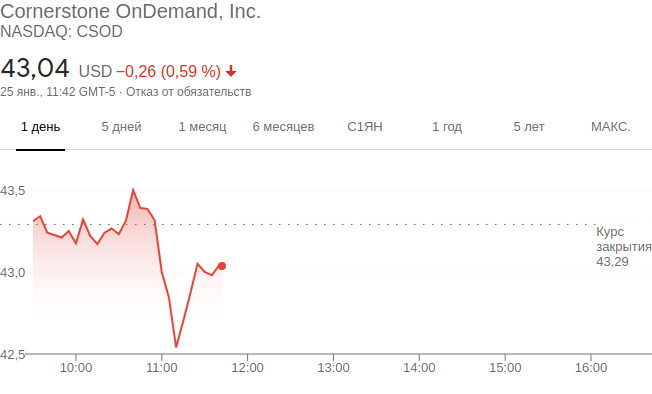 Cornerstone OnDemand, Inc.
NASDAQ: CSOD
43,04 USD −0,26 (0,59 %)
25 янв., 11:42 GMT-5 · Отказ от обязательств
1 день 5 дней 1 месяц 6 месяцев С1ЯН 1 год 5 лет МАКС.
43,5
Курс
закрытия
43,29
43,0
42,5
10:00 11:00 12:00 13:00 14:00 15:00 16:00